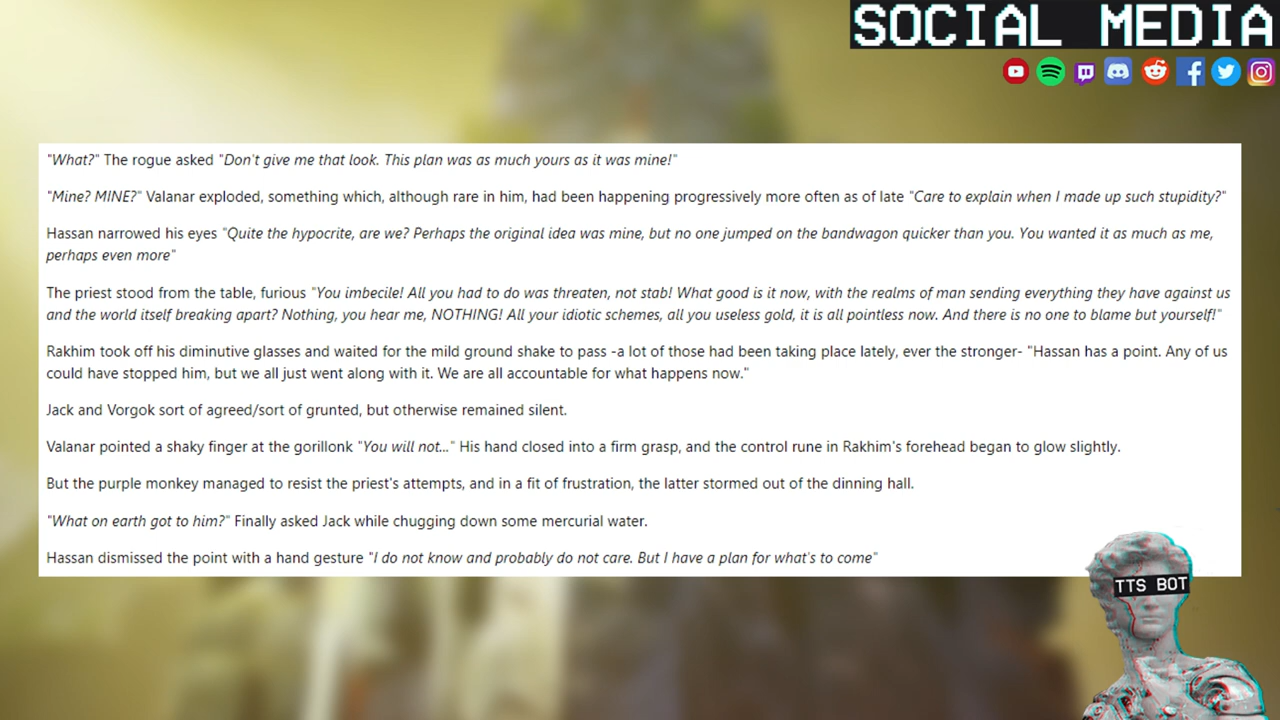 SOCIAL MEDIA
"What?" The rogue asked "Don't give me that look. This plan was as much yours as it was mine!"
"Mine? MINE?" Valanar exploded, something which, although rare in him, had been happening progressively more often as of late "Care to explain when I made up such stupidity?"
Hassan narrowed his eyes "Quite the hypocrite, are we? Perhaps the original idea was mine, but no one jumped on the bandwagon quicker than you. You wanted it as much as me,
perhaps even more"
The priest stood from the table, furious "You imbecile! All you had to do was threaten, not stab! What good is it now, with the realms of man sending everything they have against us
and the world itself breaking apart? Nothing, you hear me, NOTHING! All your idiotic schemes, all you useless gold, it is all pointless now. And there is no one to blame but yourself!"
Rakhim took off his diminutive glasses and waited for the mild ground shake to pass -a lot of those had been taking place lately, ever the stronger- "Hassan has a point. Any of us
could have stopped him, but we all just went along with it. We are all accountable for what happens now."
Jack and Vorgok sort of agreed/sort of grunted, but otherwise remained silent.
Valanar pointed a shaky finger at the gorillonk "You will not..." His hand closed into a firm grasp, and the control rune in Rakhim's forehead began to glow slightly.
But the purple monkey managed to resist the priest's attempts, and in a fit of frustration, the latter stormed out of the dinning hall.
"What on earth got to him?" Finally asked Jack while chugging down some mercurial water.
Hassan dismissed the point with a hand gesture "I do not know and probably do not care. But I have a plan for what's to come"
TTS BOT